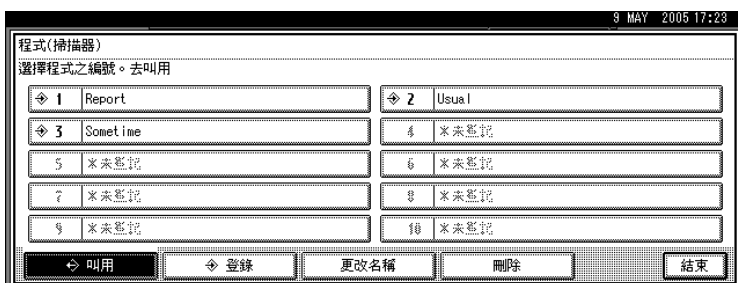 9 MAY 2005 17:23
程式(掃描器)
選擇程式之編號。去叫用
1 Report 2 Usual
3 Sometime 4 *未登記
5 *未登記 6 *未登記
7 *未登記 8 *未登記
9 *未登記 10 *未登記
叫用 登錄 更改名稱 刪除 結束